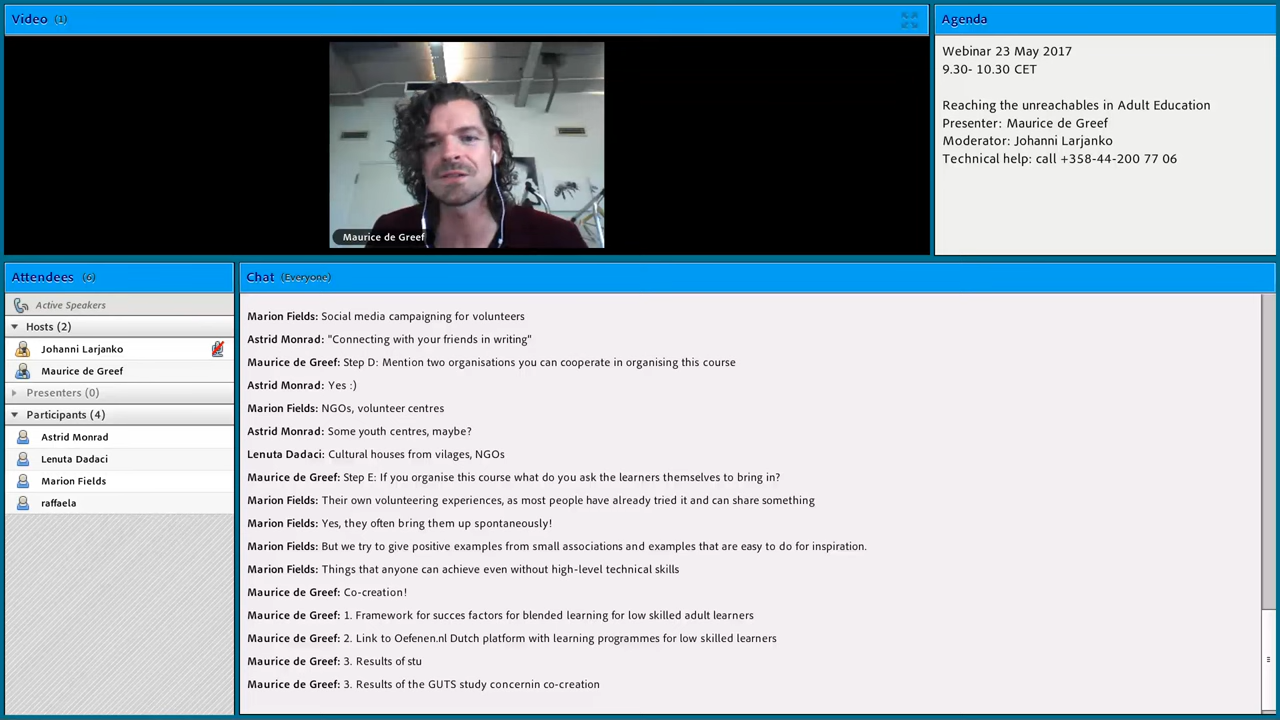 Video (1)
Maurice de Greef
Agenda
Webinar 23 May 2017
9.30- 10.30 CET
Reaching the unreachables in Adult Education
Presenter: Maurice de Greef
Moderator: Johanni Larjanko
Technical help: call +358-44-200 77 06
Attendees (6)
Active Speakers
Hosts (2)
Johanni Larjanko
Maurice de Greef
Presenters (0)
Participants (4)
Astrid Monrad
Lenuta Dadaci
Marion Fields
raffaela
Chat (Everyone)
Marion Fields: Social media campaigning for volunteers
Astrid Monrad: "Connecting with your friends in writing"
Maurice de Greef: Step D: Mention two organisations you can cooperate in organising this course
Astrid Monrad: Yes :)
Marion Fields: NGOs, volunteer centres
Astrid Monrad: Some youth centres, maybe?
Lenuta Dadaci: Cultural houses from vilages, NGOs
Maurice de Greef: Step E: If you organise this course what do you ask the learners themselves to bring in?
Marion Fields: Their own volunteering experiences, as most people have already tried it and can share something
Marion Fields: Yes, they often bring them up spontaneously!
Marion Fields: But we try to give positive examples from small associations and examples that are easy to do for inspiration.
Marion Fields: Things that anyone can achieve even without high-level technical skills
Maurice de Greef: Co-creation!
Maurice de Greef: 1. Framework for succes factors for blended learning for low skilled adult learners
Maurice de Greef: 2. Link to Oefenen.nl Dutch platform with learning programmes for low skilled learners
Maurice de Greef: 3. Results of stu
Maurice de Greef: 3. Results of the GUTS study concernin co-creation